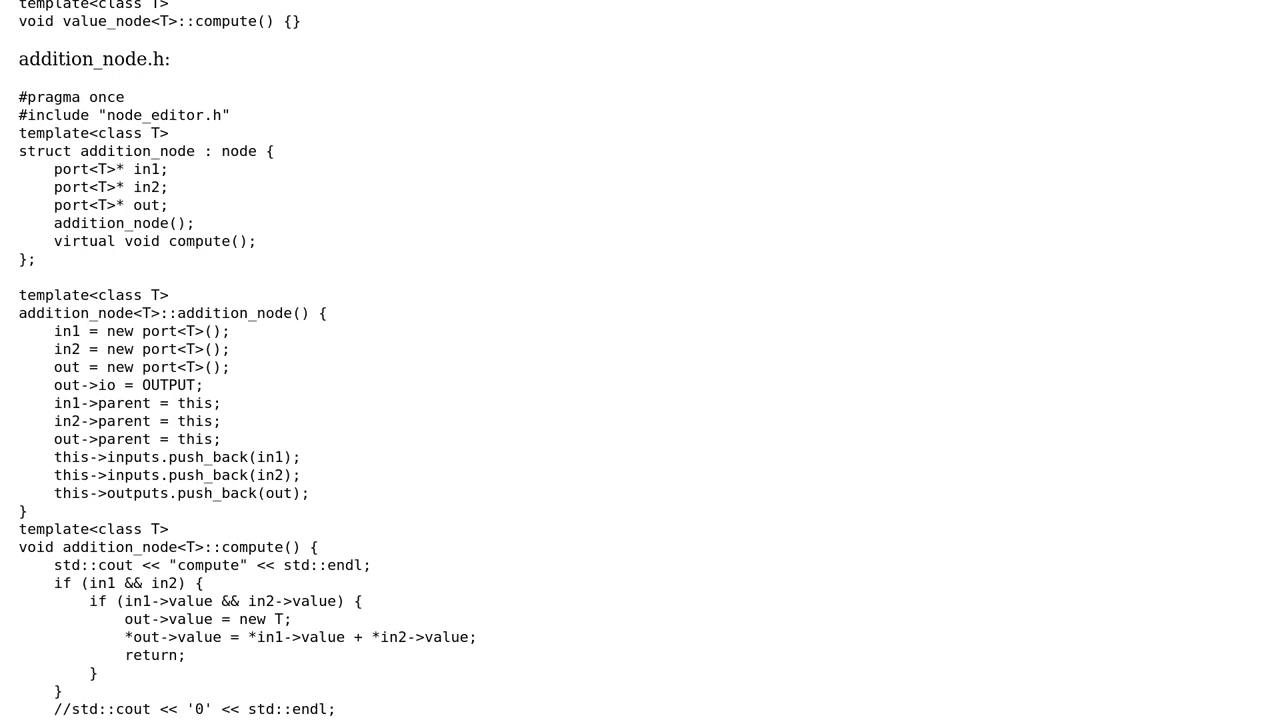 template<class T>
void value_node<T>::compute() {}
addition_node.h:
#pragma once
#include "node_editor.h"
template<class T>
struct addition_node : node {
    port<T>* in1;
    port<T>* in2;
    port<T>* out;
    addition_node();
    virtual void compute();
};
template<class T>
addition_node<T>::addition_node() {
    in1 = new port<T>();
    in2 = new port<T>();
    out = new port<T>();
    out->io = OUTPUT;
    in1->parent = this;
    in2->parent = this;
    out->parent = this;
    this->inputs.push_back(in1);
    this->inputs.push_back(in2);
    this->outputs.push_back(out);
}
template<class T>
void addition_node<T>::compute() {
    std::cout << "compute" << std::endl;
    if (in1 && in2) {
        if (in1->value && in2->value) {
            out->value = new T;
            *out->value = *in1->value + *in2->value;
            return;
        }
    }
    //std::cout << '0' << std::endl;